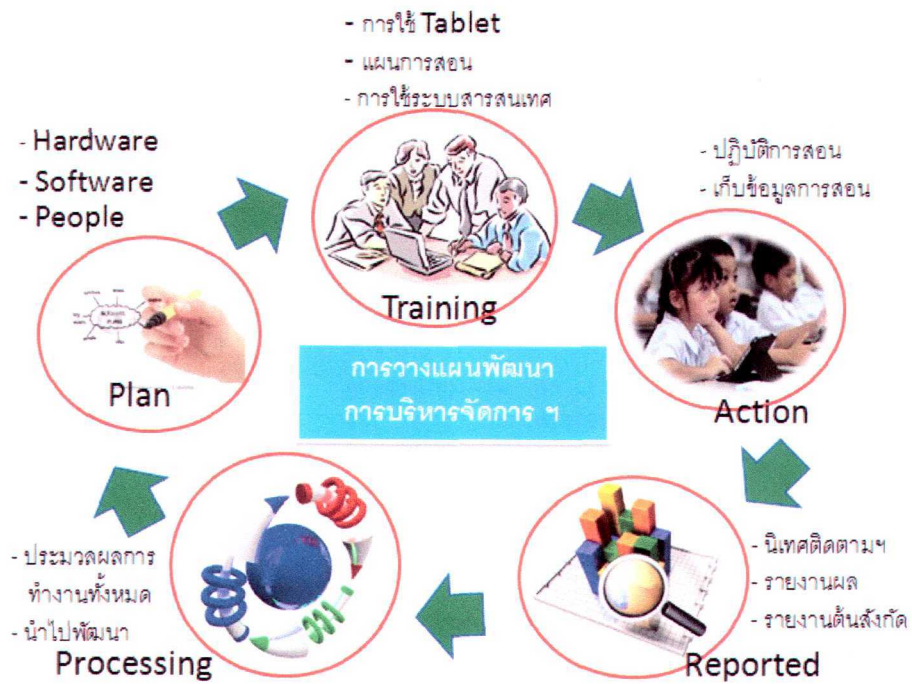 - การใช้ Tablet
- แผนการสอน
- การใช้ระบบสารสนเทศ
- Hardware
- Software
- People
- ปฏิบัติการสอน
- เก็บข้อมูลการสอน
Training
Plan
Action
การวางแผนพัฒนา
การบริหารจัดการ ฯ
- นิเทศติดตามฯ
- รายงานผล
- รายงานต้นสังกัด
Reported
- ประมวลผลการ
ทำงานทั้งหมด
- นำไปพัฒนา
Processing